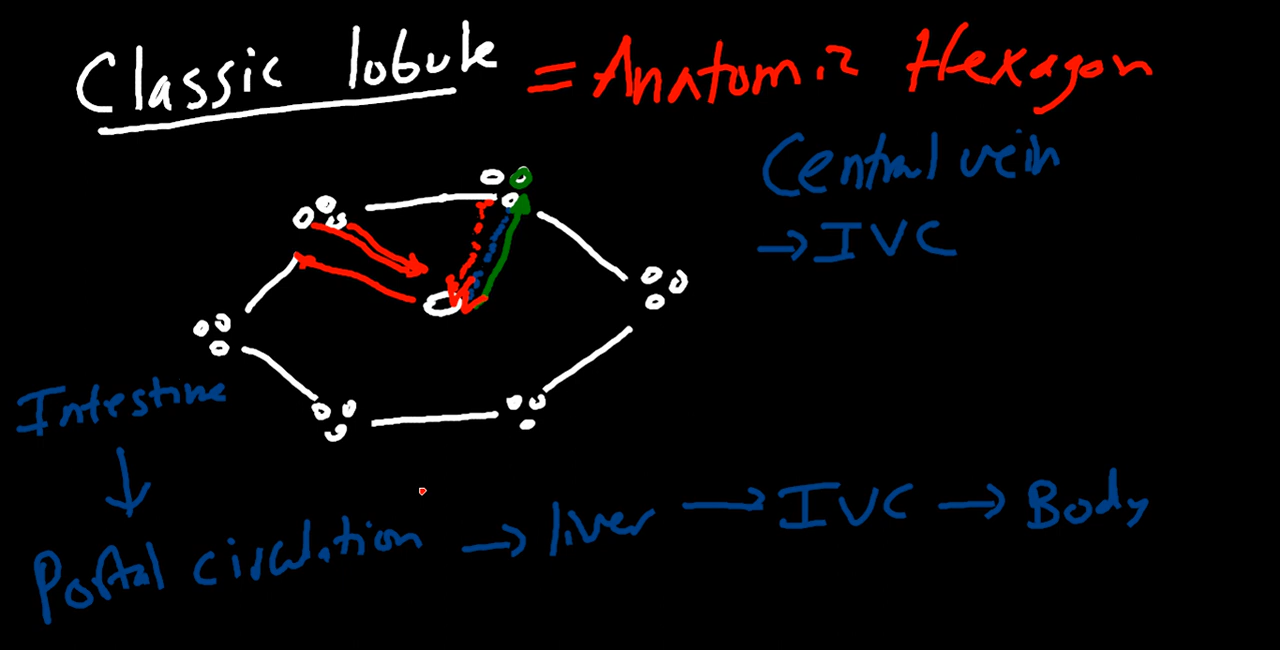 Classic lobule = Anatomic Hexagon
Central vein
→ IVC
Intestine
↓
Portal circulation → liver → IVC → Body